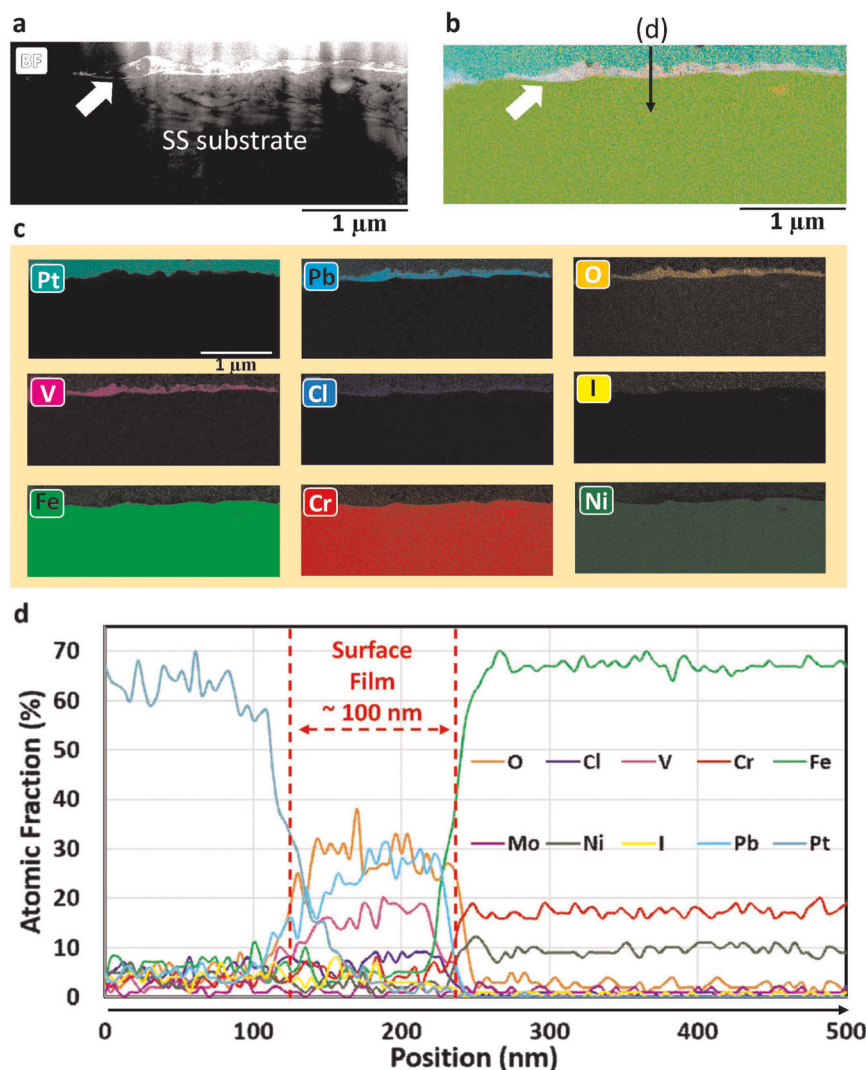 a
BF
SS substrate
1 µm
b
(d)
1 µm
c
Pt
Pb
O
1 µm
V
Cl
I
Fe
Cr
Ni
d
Surface
Film
~ 100 nm
Atomic Fraction (%)
70
60
50
40
30
20
10
0
O Cl V Cr Fe
Mo Ni I Pb Pt
0 100 200 300 400 500
Position (nm)